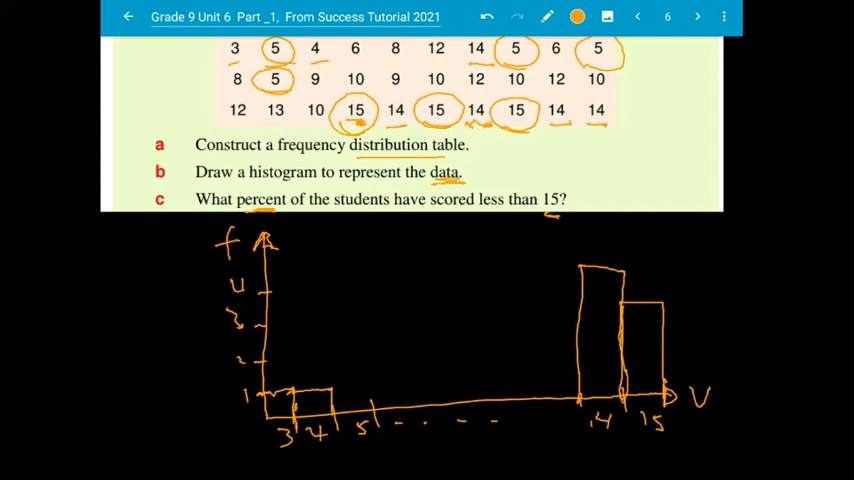 Grade 9 Unit 6 Part _1, From Success Tutorial 2021
6
3 5 4 6 8 12 14 5 6 5
8 5 9 10 9 10 12 10 12 10
12 13 10 15 14 15 14 15 14 14
a Construct a frequency distribution table.
b Draw a histogram to represent the data.
c What percent of the students have scored less than 15?
f
4
3
2
1
V
3 4 5 - . . - - 14 15